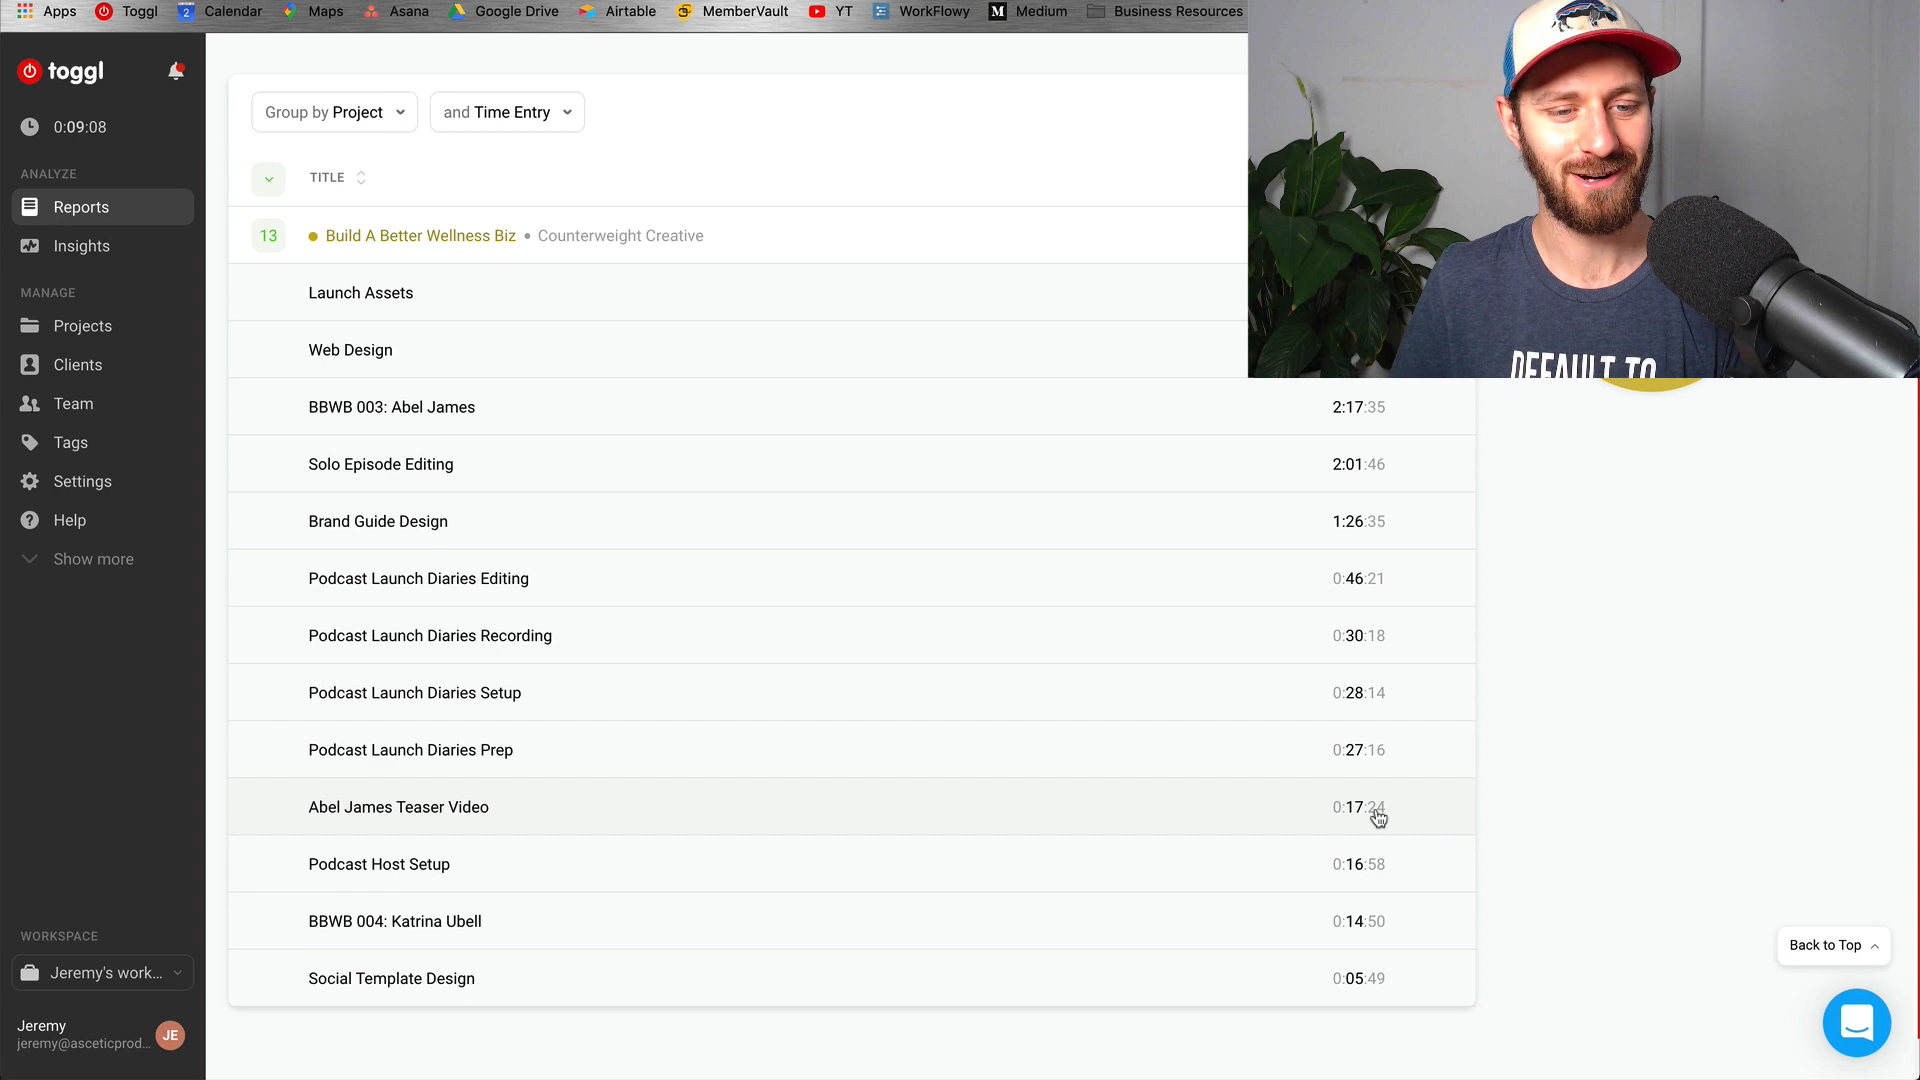 Apps Toggl 2 Calendar Maps Asana Google Drive Airtable MemberVault YT WorkFlowy M Medium Business Resources
toggl
0:09:08
ANALYZE
Reports
Insights
MANAGE
Projects
Clients
Team
Tags
Settings
Help
Show more
WORKSPACE
Jeremy's work...
Jeremy
jeremy@asceticprod...
JE
Group by Project and Time Entry
TITLE
13 Build A Better Wellness Biz • Counterweight Creative
Launch Assets
Web Design
BBWB 003: Abel James 2:17:35
Solo Episode Editing 2:01:46
Brand Guide Design 1:26:35
Podcast Launch Diaries Editing 0:46:21
Podcast Launch Diaries Recording 0:30:18
Podcast Launch Diaries Setup 0:28:14
Podcast Launch Diaries Prep 0:27:16
Abel James Teaser Video 0:17:24
Podcast Host Setup 0:16:58
BBWB 004: Katrina Ubell 0:14:50
Social Template Design 0:05:49
DEFAULT TO
Back to Top